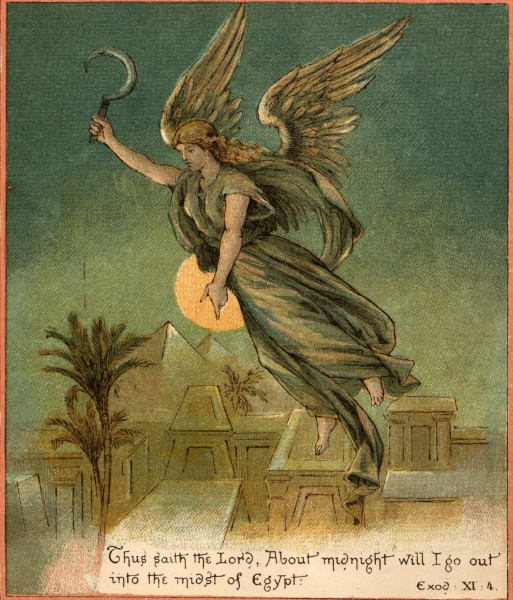 Thus saith the Lord, About midnight will I go out
into the midst of Egypt:
Exod : XI : 4.